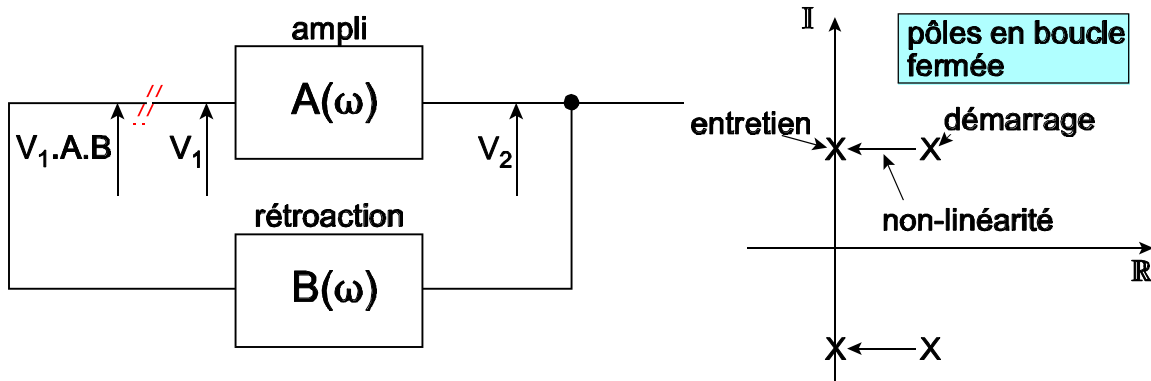 ampli
A(ω)
V₁.A.B
V₁
V₂
rétroaction
B(ω)
𝕀
pôles en boucle
fermée
entretien
démarrage
X
X
non-linéarité
ℝ
X
X